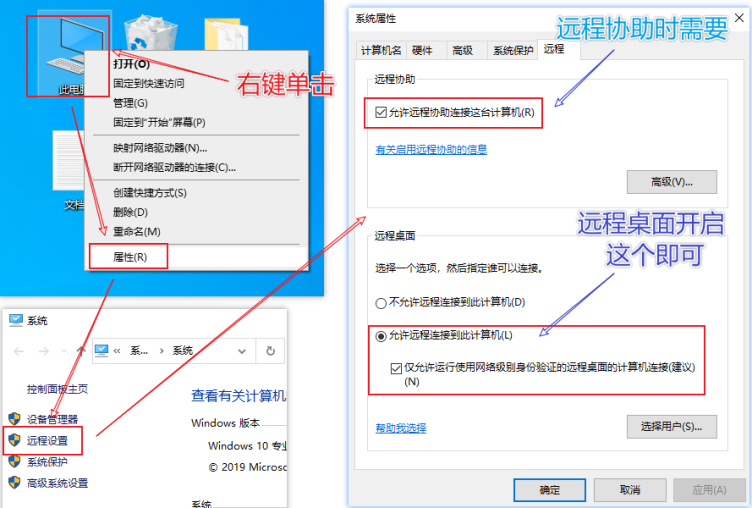 此电脑
打开(O)
固定到快速访问
管理(G)
固定到"开始"屏幕(P)
映射网络驱动器(N)...
断开网络驱动器的连接(C)...
创建快捷方式(S)
删除(D)
重命名(M)
属性(R)
文档
右键单击
系统
系...
系统
控制面板主页
设备管理器
远程设置
系统保护
高级系统设置
查看有关计算机
Windows 版本
Windows 10 专业
© 2019 Microso
系统
系统属性
计算机名
硬件
高级
系统保护
远程
远程协助时需要
远程协助
允许远程协助连接这台计算机(R)
有关启用远程协助的信息
高级(V)...
远程桌面开启
这个即可
远程桌面
选择一个选项，然后指定谁可以连接。
不允许远程连接到此计算机(D)
允许远程连接到此计算机(L)
仅允许运行使用网络级别身份验证的远程桌面的计算机连接(建议)
(N)
帮助我选择
选择用户(S)...
确定
取消
应用(A)